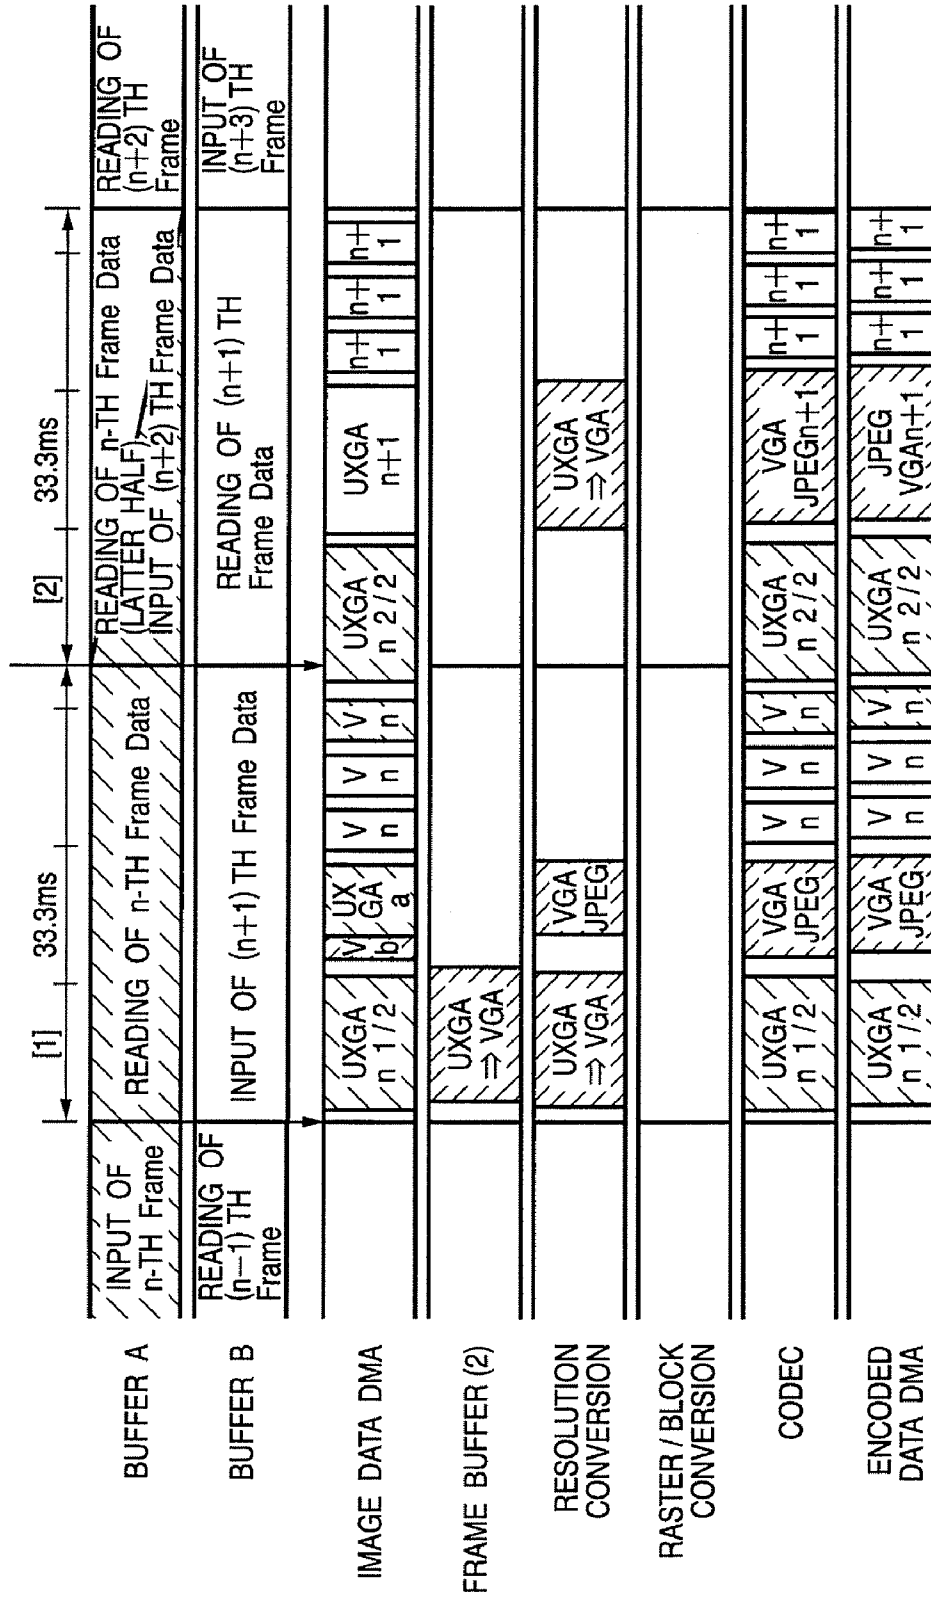 [1]
33.3ms
[2]
33.3ms
BUFFER A
INPUT OF
n-TH Frame
READING OF n-TH Frame Data
READING OF n-TH Frame Data
(LATTER HALF)
INPUT OF (n+2) TH Frame Data
READING OF
(n+2) TH
Frame
BUFFER B
READING OF
(n−1) TH
Frame
INPUT OF (n+1) TH Frame Data
READING OF (n+1) TH
Frame Data
INPUT OF
(n+3) TH
Frame
IMAGE DATA DMA
UXGA
n 1/2
V
b
UX
GA
a
V
n
V
n
V
n
UXGA
n 2/2
UXGA
n+1
n+
1
n+
1
n+
1
FRAME BUFFER (2)
UXGA
⇒ VGA
RESOLUTION
CONVERSION
UXGA
⇒ VGA
VGA
JPEG
UXGA
⇒ VGA
RASTER / BLOCK
CONVERSION
CODEC
UXGA
n 1/2
VGA
JPEG
V
n
V
n
V
n
UXGA
n 2/2
VGA
JPEGn+1
n+
1
n+
1
n+
1
ENCODED
DATA DMA
UXGA
n 1/2
VGA
JPEG
V
n
V
n
V
n
UXGA
n 2/2
JPEG
VGAn+1
n+
1
n+
1
n+
1